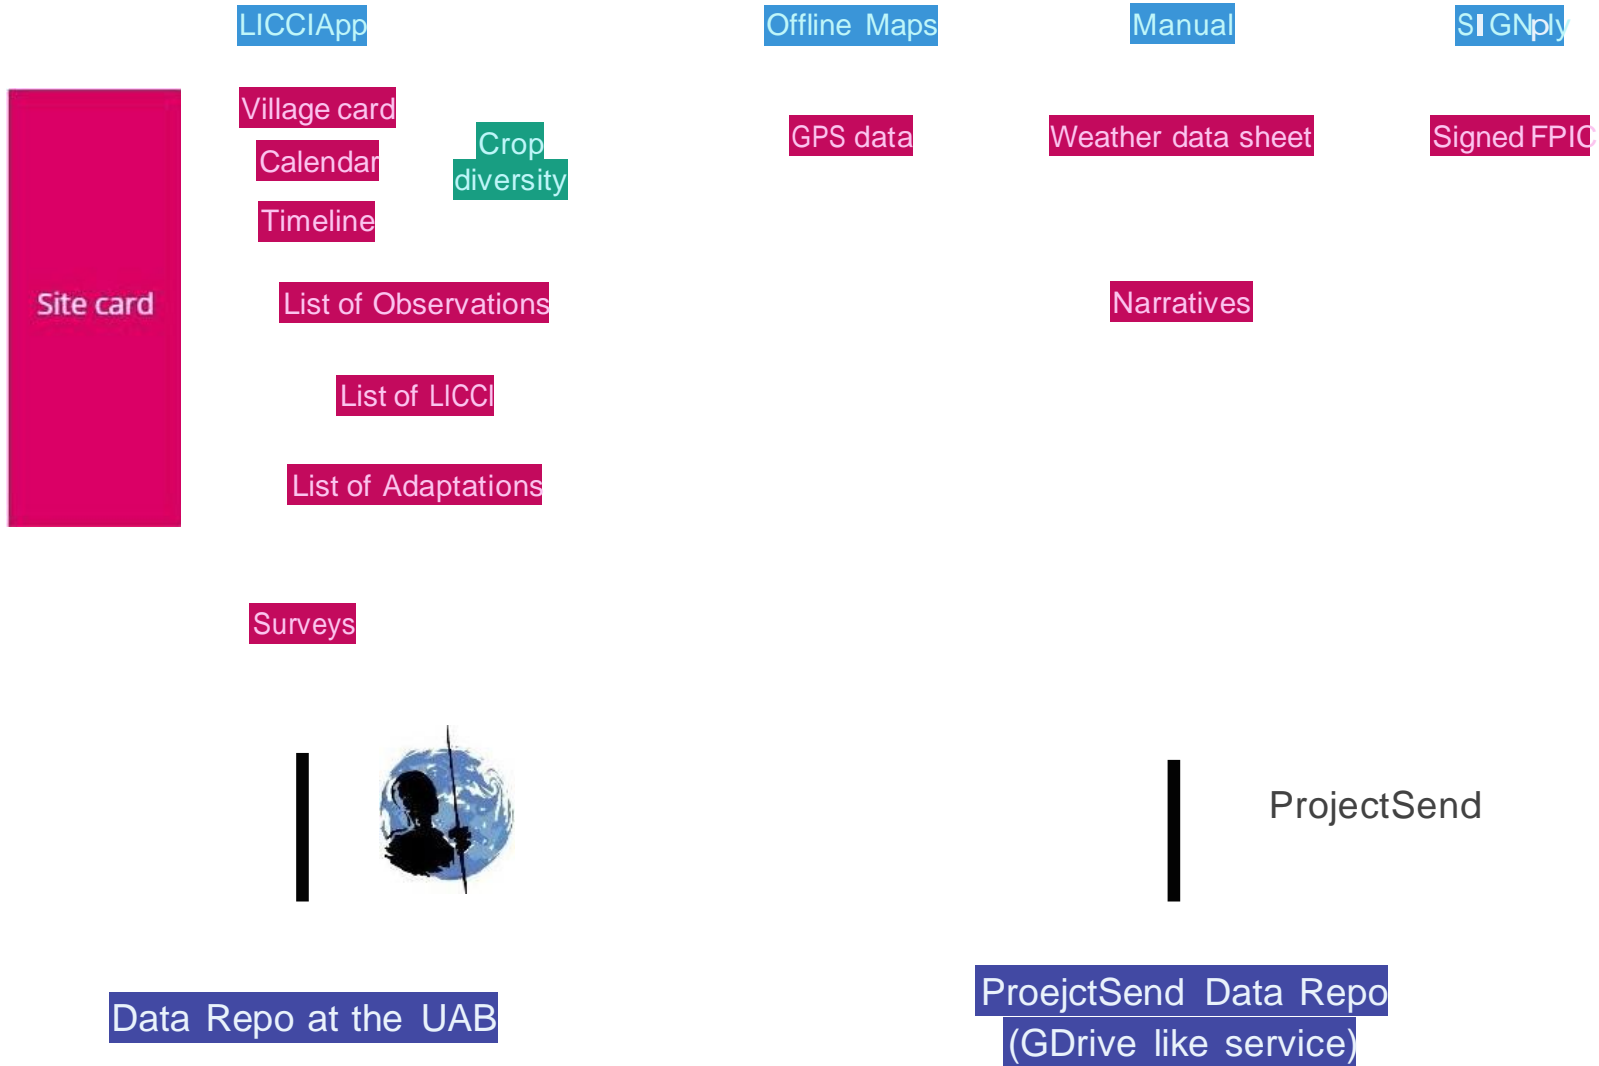 LICCIApp
Offline Maps
Manual
SIGNply
Village card
Calendar
Timeline
Crop
diversity
GPS data
Weather data sheet
Signed FPIC
Site card
List of Observations
Narratives
List of LICCI
List of Adaptations
Surveys
ProjectSend
Data Repo at the UAB
ProejctSend Data Repo
(GDrive like service)